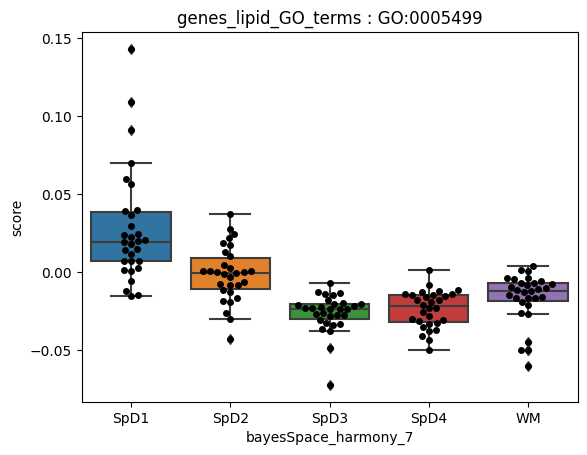 genes_lipid_GO_terms : GO:0005499
0.15
0.10
0.05
0.00
−0.05
score
SpD1 SpD2 SpD3 SpD4 WM
bayesSpace_harmony_7